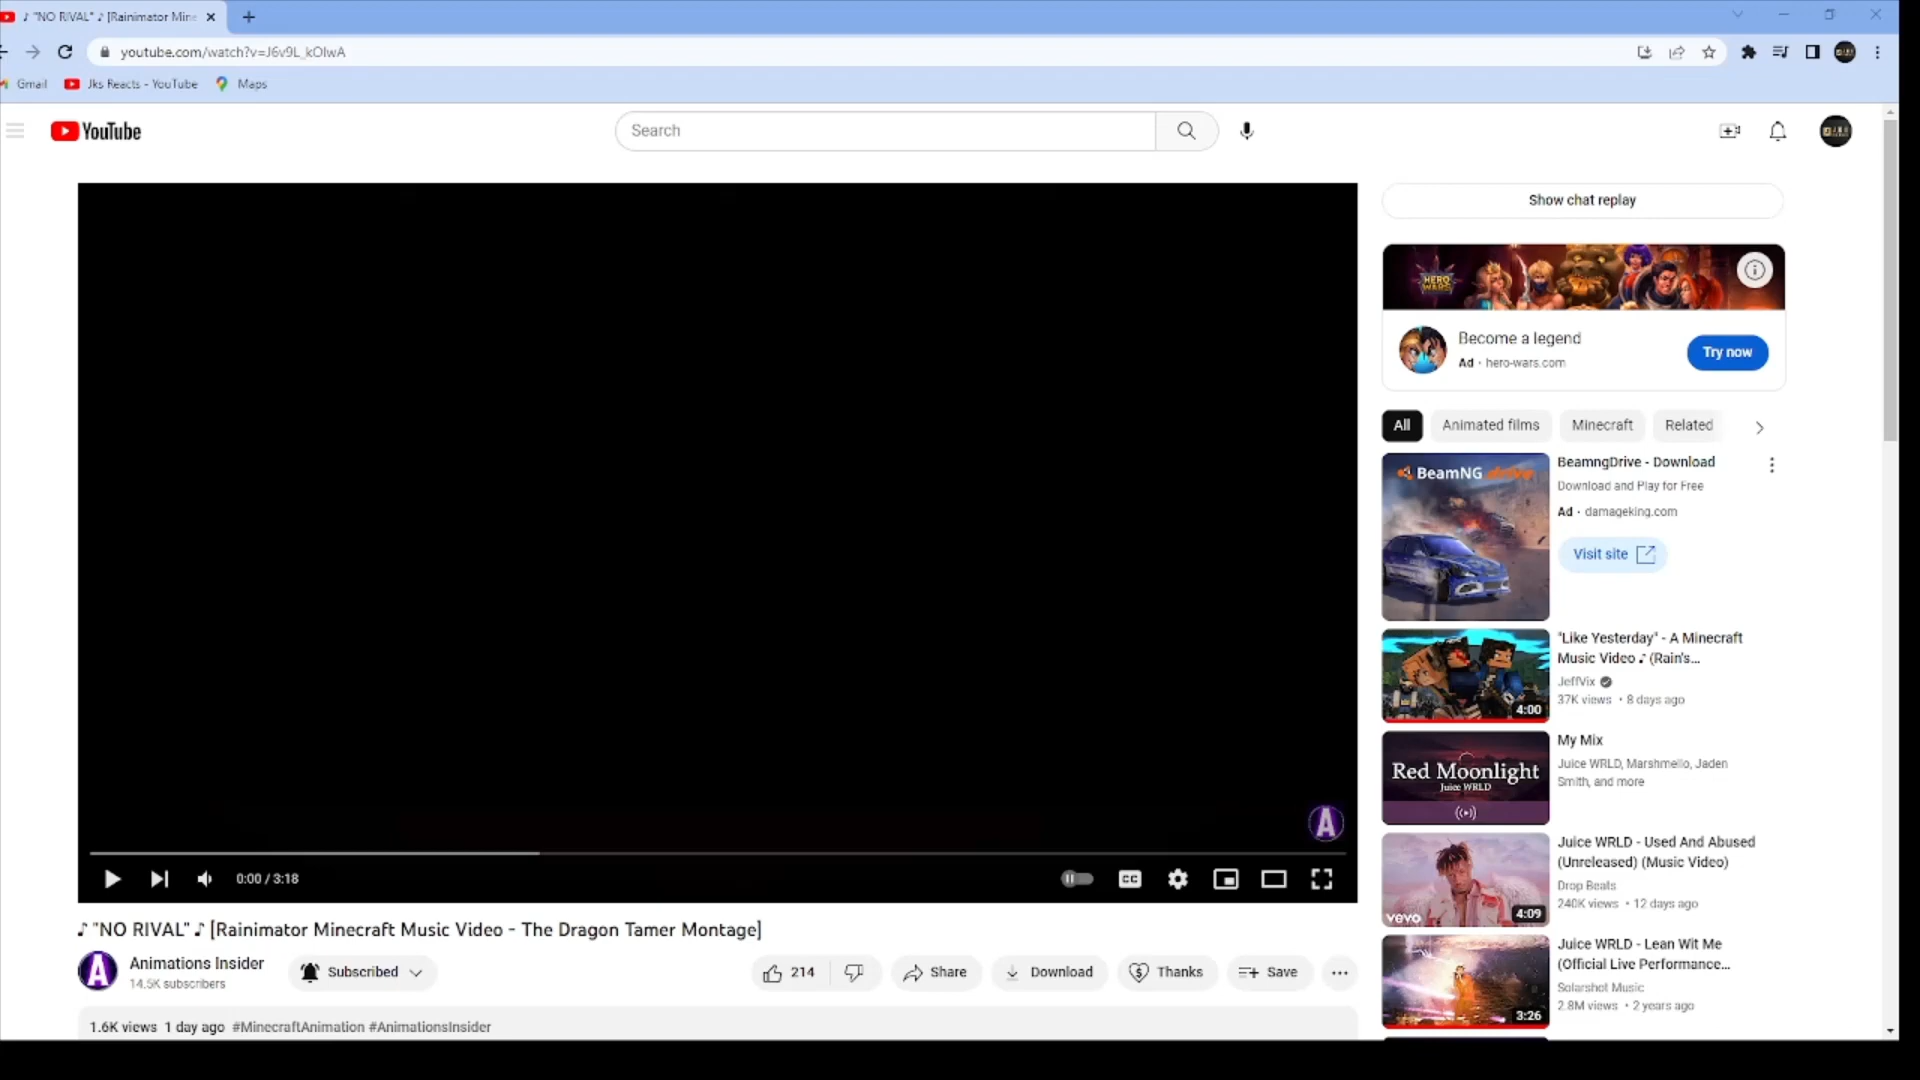 ♪ "NO RIVAL" ♪ [Rainimator Mine
youtube.com/watch?v=J6v9L_kOlwA
Gmail
Jks Reacts - YouTube
Maps
YouTube
Search
Show chat replay
HERO WARS
Become a legend
Ad · hero-wars.com
Try now
All
Animated films
Minecraft
Related
BeamNG drive
BeamngDrive - Download
Download and Play for Free
Ad · damageking.com
Visit site
"Like Yesterday" - A Minecraft
Music Video ♪ (Rain's...
JeffVix
37K views • 8 days ago
4:00
My Mix
Juice WRLD, Marshmello, Jaden
Smith, and more
Red Moonlight
Juice WRLD
Juice WRLD - Used And Abused
(Unreleased) (Music Video)
Drop Beats
240K views • 12 days ago
vevo
4:09
Juice WRLD - Lean Wit Me
(Official Live Performance...
Solarshot Music
2.8M views • 2 years ago
3:26
A
0:00 / 3:18
CC
♪ "NO RIVAL" ♪ [Rainimator Minecraft Music Video - The Dragon Tamer Montage]
A
Animations Insider
14.5K subscribers
Subscribed
214
Share
Download
Thanks
Save
1.6K views 1 day ago #MinecraftAnimation #AnimationsInsider